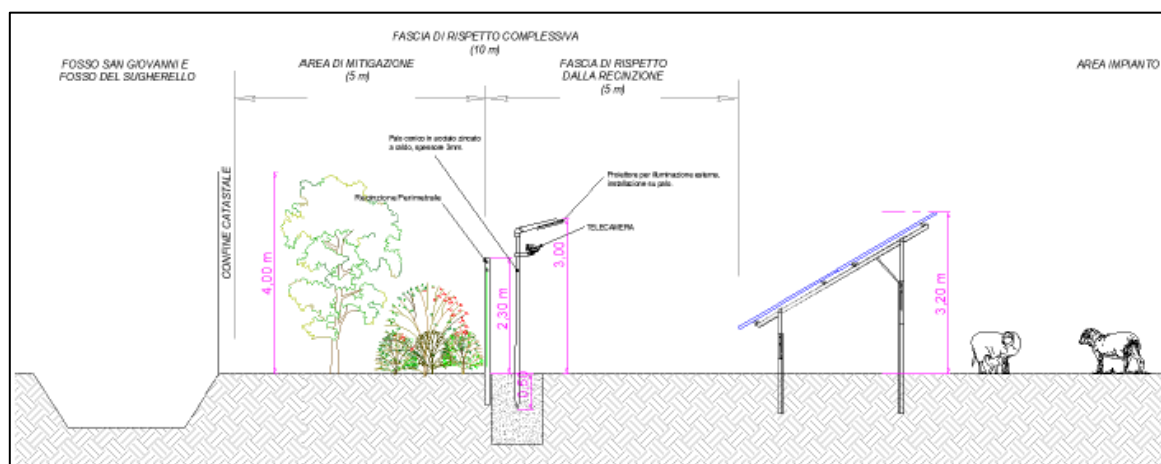 FASCIA DI RISPETTO COMPLESSIVA
(10 m)
FOSSO SAN GIOVANNI E
FOSSO DEL SUGHERELLO
AREA DI MITIGAZIONE
(5 m)
FASCIA DI RISPETTO
DALLA RECINZIONE
(5 m)
AREA IMPIANTO
Palo conico in acciaio zincato
a caldo, spessore 3mm.
Recinzione Perimetrale
Proiettore per illuminazione esterna,
installazione su palo.
TELECAMERA
CONFINE CATASTALE
4,00 m
2,30 m
3,00
3,20 m
0,50